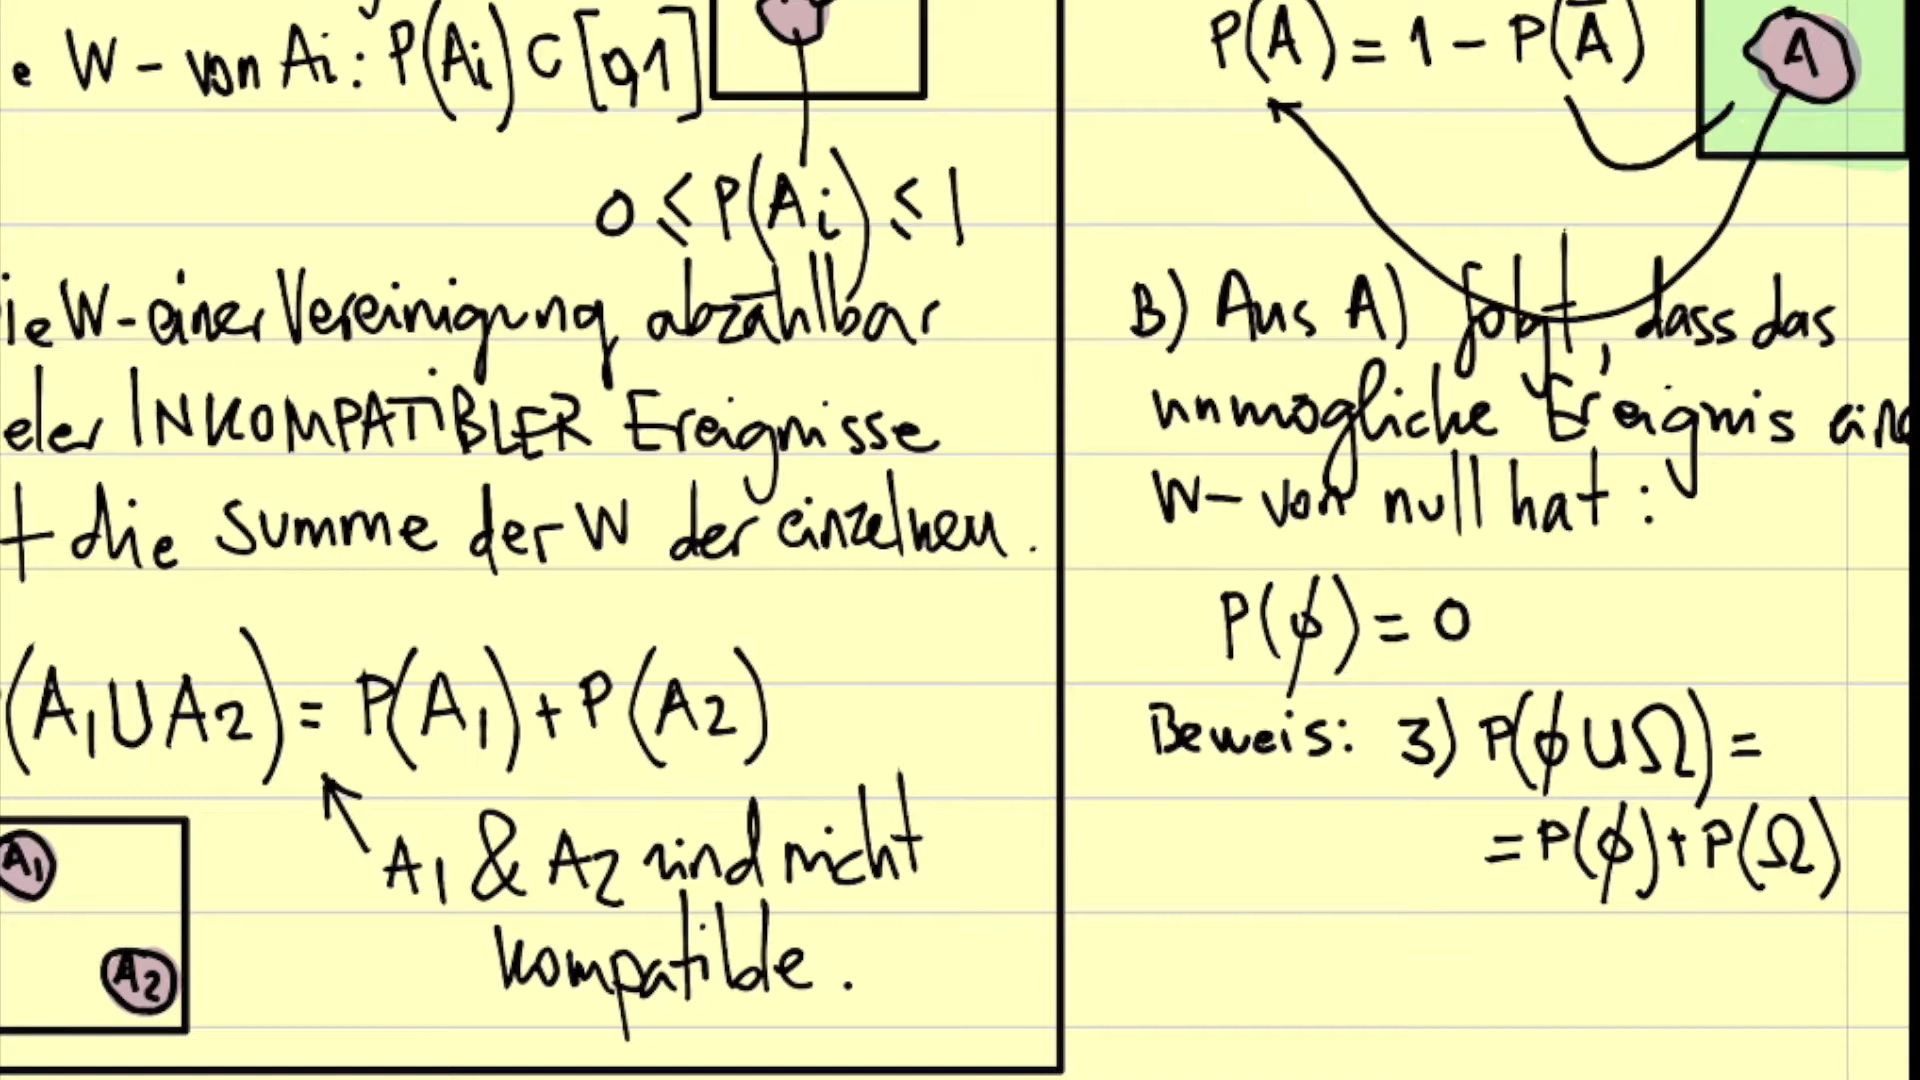 e W - von Ai : P(Ai) ⊂ [0,1]
0 ≤ P(Ai) ≤ 1
ie W - einer Vereinigung abzählbar
eler INKOMPATIBLER Ereignisse
t die Summe der W der einzelnen .
(A1 ∪ A2) = P(A1) + P(A2)
A1 & A2 sind nicht
kompatible .
A1
A2
P(A) = 1 - P(A̅)
A
B) Aus A) folgt, dass das
unmögliche Ereignis eine
W - von null hat :
P(ϕ) = 0
Beweis: 3) P(ϕ ∪ Ω) =
= P(ϕ) + P(Ω)